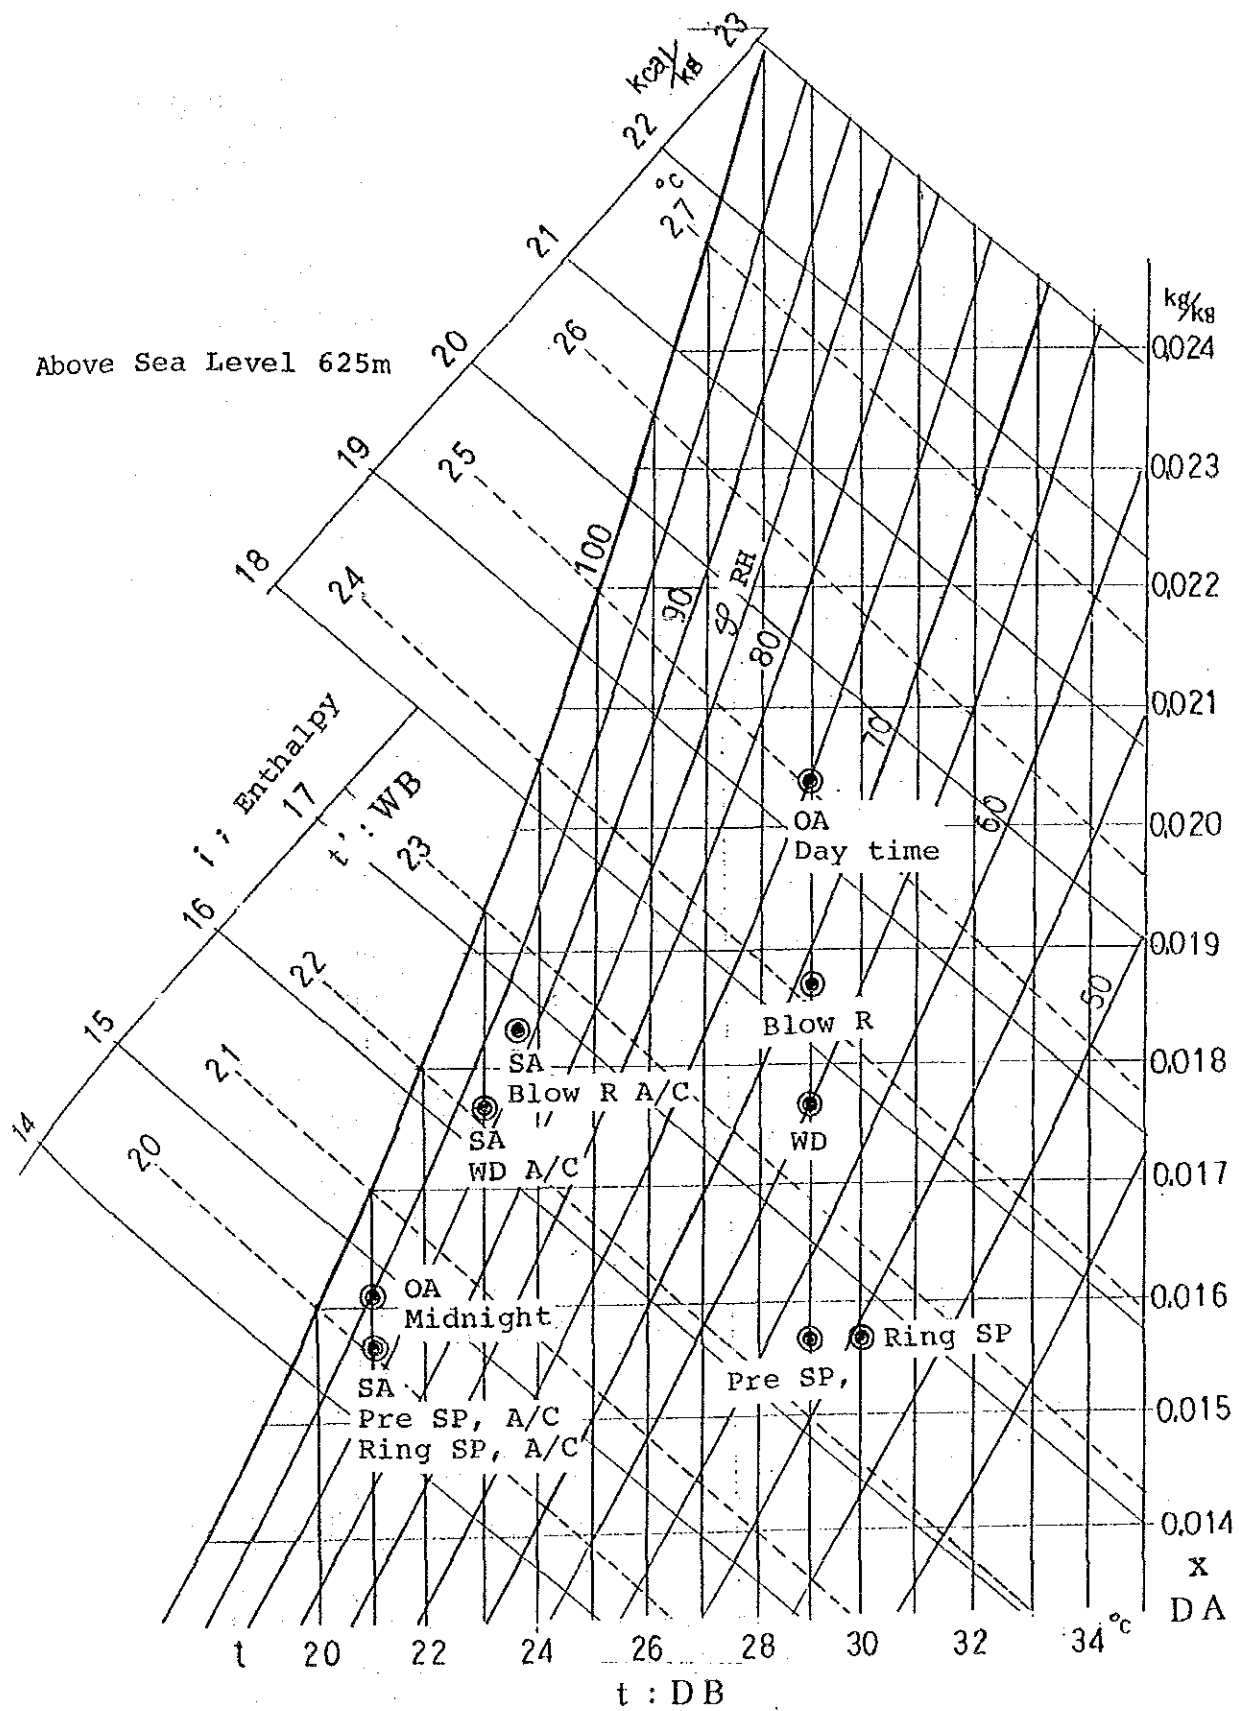 23
kcal/kg
22
°C
27
21
kg/kg
26
20
0,024
Above Sea Level 625m
25
19
0,023
100
18
24
90
% RH
80
0,022
i ; Enthalpy
70
0,021
17
t' : WB
23
60
0,020
OA
Day time
16
22
0,019
50
Blow R
15
21
SA
Blow R A/C
0,018
SA
WD A/C
WD
14
20
0,017
OA
Midnight
0,016
Ring SP
Pre SP,
SA
Pre SP, A/C
Ring SP, A/C
0,015
0,014
x
DA
t 20 22 24 26 28 30 32 34 °C
t : DB